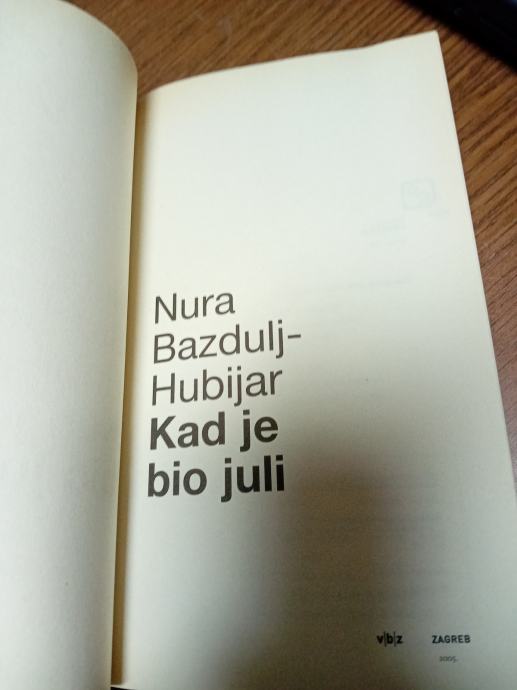 Nura
Bazdulj-
Hubijar
Kad je
bio juli
v|b|z ZAGREB
2005.